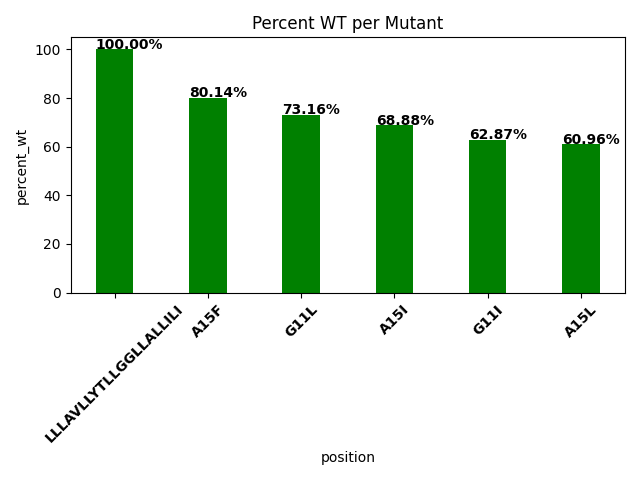 Percent WT per Mutant
percent_wt
100
80
60
40
20
0
100.00%
80.14%
73.16%
68.88%
62.87%
60.96%
LLLAVLLYTLLGGLLALLILI
A15F
G11L
A15I
G11I
A15L
position